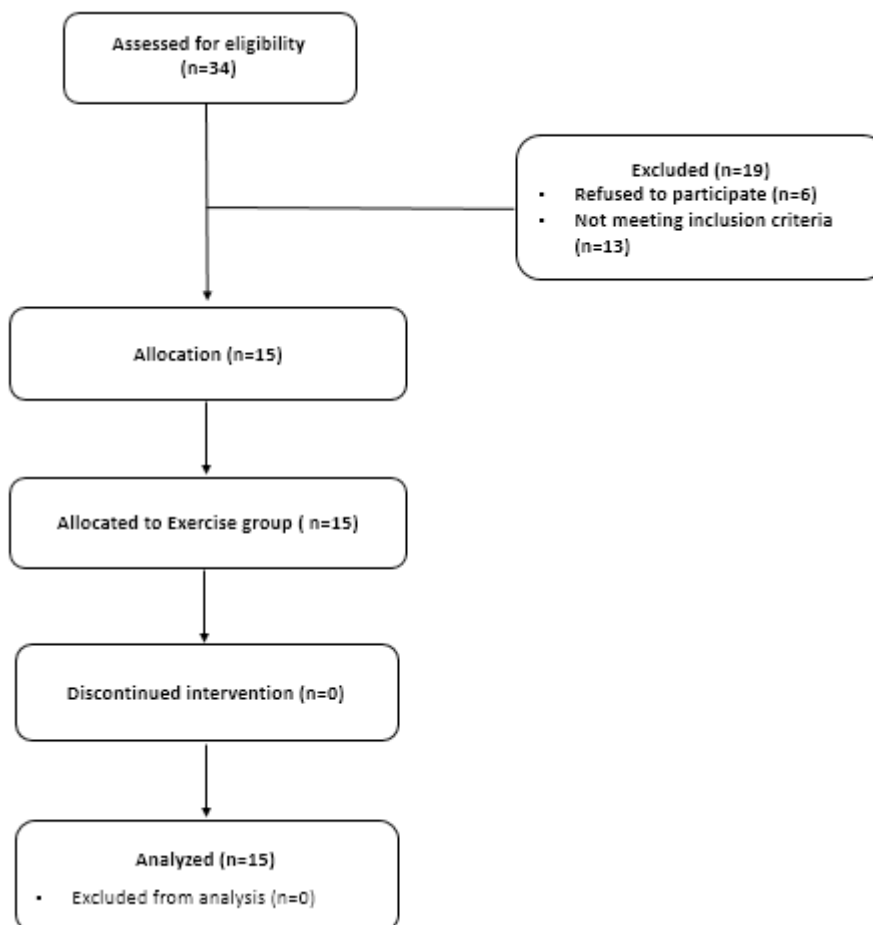 Assessed for eligibility
(n=34)
Excluded (n=19)
• Refused to participate (n=6)
• Not meeting inclusion criteria
(n=13)
Allocation (n=15)
Allocated to Exercise group ( n=15)
Discontinued intervention (n=0)
Analyzed (n=15)
• Excluded from analysis (n=0)